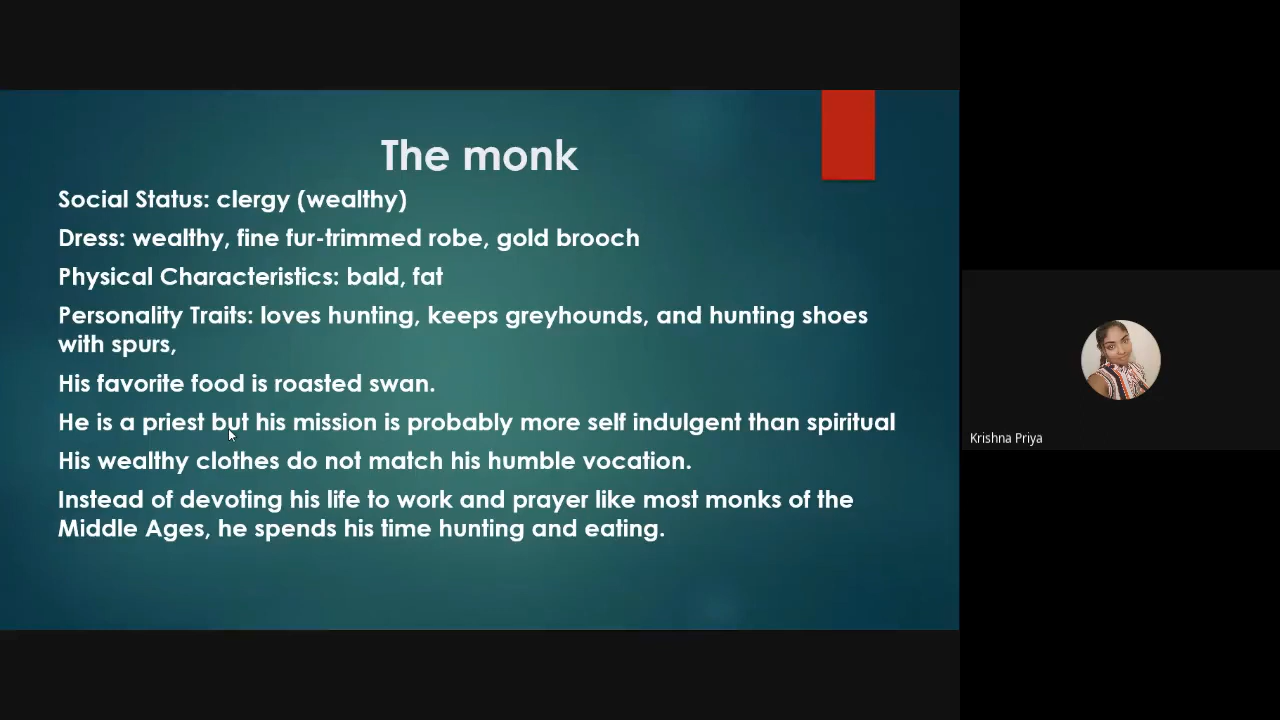 The monk
Social Status: clergy (wealthy)
Dress: wealthy, fine fur-trimmed robe, gold brooch
Physical Characteristics: bald, fat
Personality Traits: loves hunting, keeps greyhounds, and hunting shoes
with spurs,
His favorite food is roasted swan.
He is a priest but his mission is probably more self indulgent than spiritual
His wealthy clothes do not match his humble vocation.
Instead of devoting his life to work and prayer like most monks of the
Middle Ages, he spends his time hunting and eating.
Krishna Priya